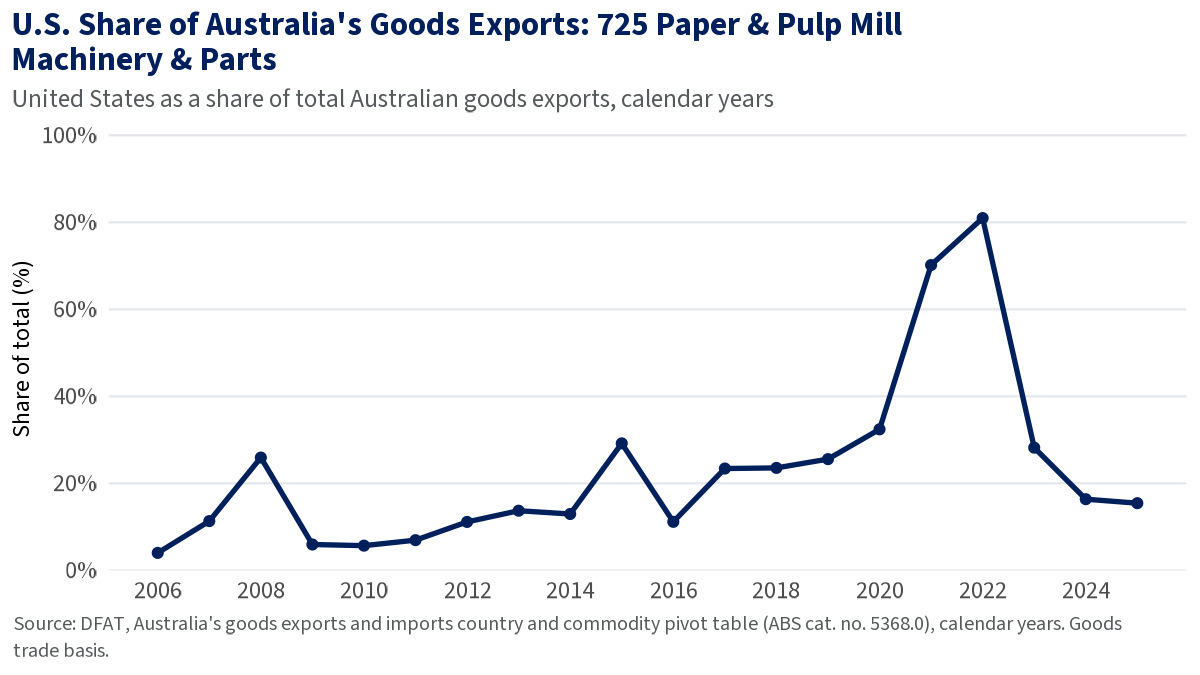 U.S. Share of Australia's Goods Exports: 725 Paper & Pulp Mill
Machinery & Parts
United States as a share of total Australian goods exports, calendar years
Share of total (%)
100%
80%
60%
40%
20%
0%
2006 2008 2010 2012 2014 2016 2018 2020 2022 2024
Source: DFAT, Australia's goods exports and imports country and commodity pivot table (ABS cat. no. 5368.0), calendar years. Goods
trade basis.